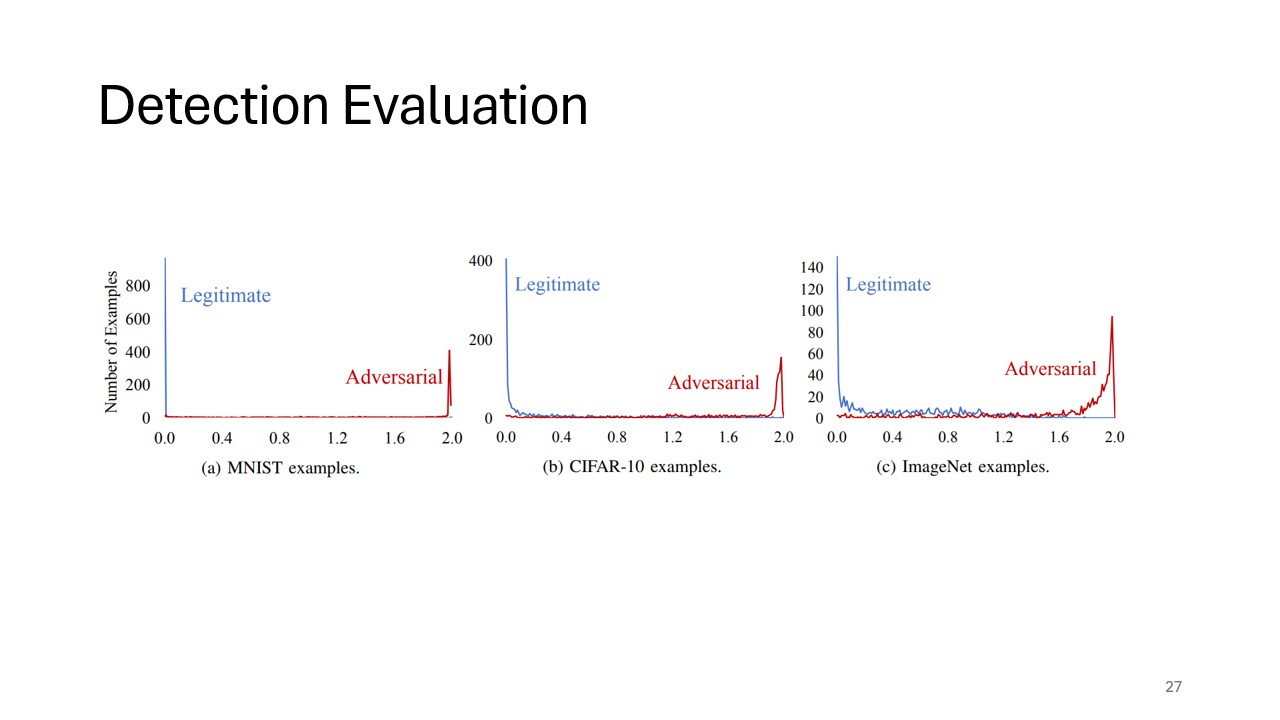 Detection Evaluation
Number of Examples
800
600
400
200
0
Legitimate
Adversarial
0.0 0.4 0.8 1.2 1.6 2.0
(a) MNIST examples.
400
200
0
Legitimate
Adversarial
0.0 0.4 0.8 1.2 1.6 2.0
(b) CIFAR-10 examples.
140
120
100
80
60
40
20
0
Legitimate
Adversarial
0.0 0.4 0.8 1.2 1.6 2.0
(c) ImageNet examples.
27